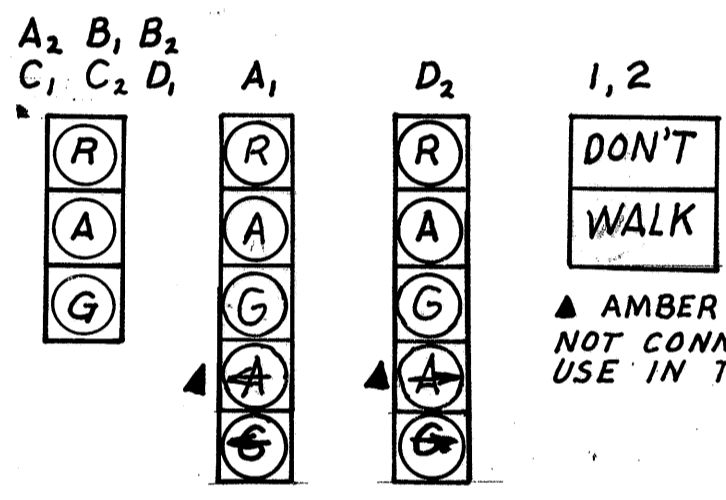 A₂ B₁ B₂
C₁ C₂ D₁
A₁
D₂
1, 2
R
A
G
R
A
G
A
G
R
A
G
A
G
DON'T
WALK
▲ AMBER
NOT CONN
USE IN T
▲
▲